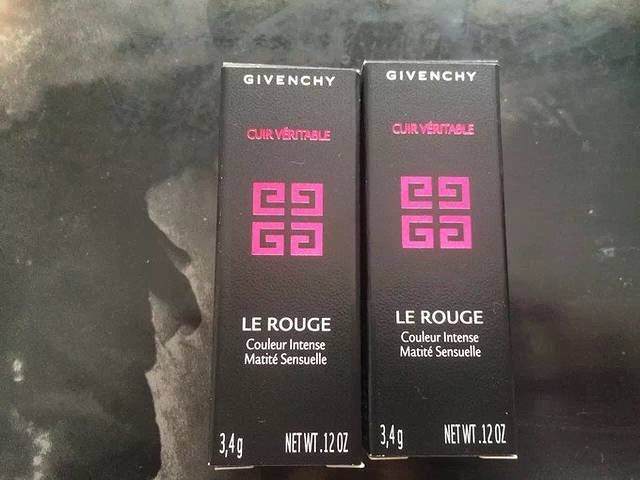 GIVENCHY
CUIR VÉRITABLE
LE ROUGE
Couleur Intense
Matité Sensuelle
3,4g NET WT .12 OZ
GIVENCHY
CUIR VÉRITABLE
LE ROUGE
Couleur Intense
Matité Sensuelle
3,4g NET WT .12 OZ